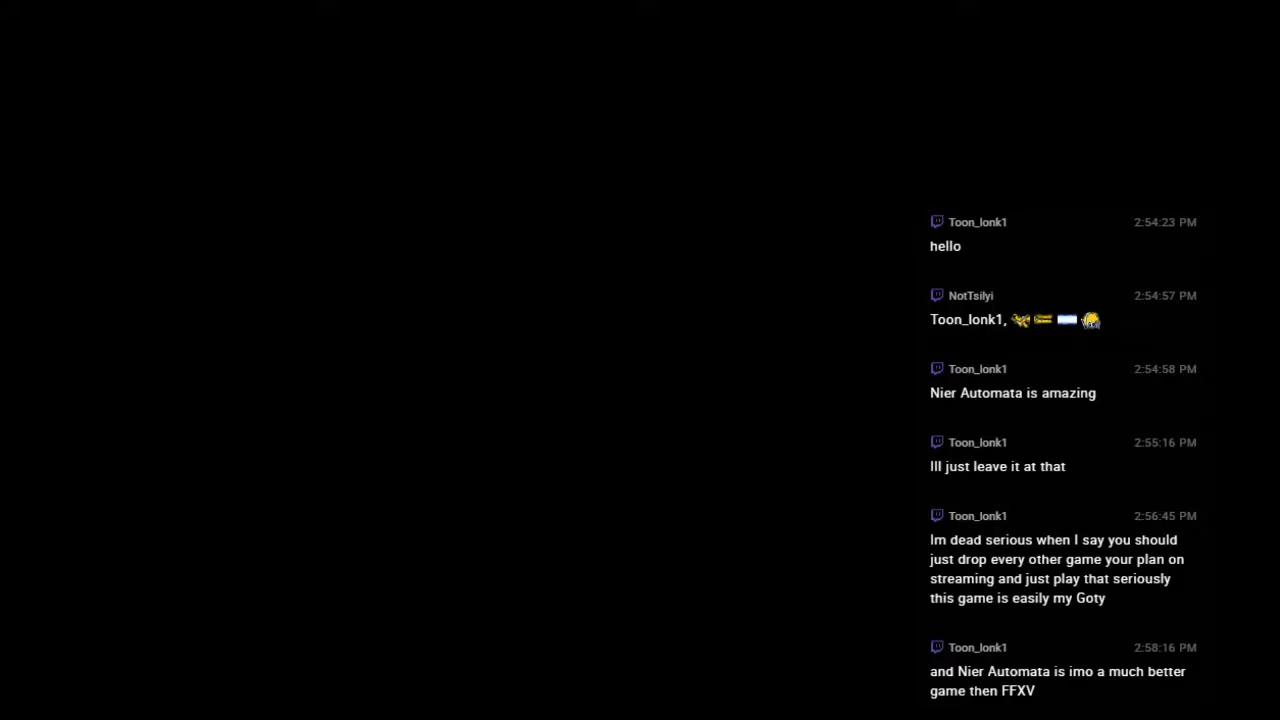 Toon_lonk1 2:54:23 PM
hello
NotTsilyi 2:54:57 PM
Toon_lonk1,
Toon_lonk1 2:54:58 PM
Nier Automata is amazing
Toon_lonk1 2:55:16 PM
Ill just leave it at that
Toon_lonk1 2:56:45 PM
Im dead serious when I say you should
just drop every other game your plan on
streaming and just play that seriously
this game is easily my Goty
Toon_lonk1 2:58:16 PM
and Nier Automata is imo a much better
game then FFXV